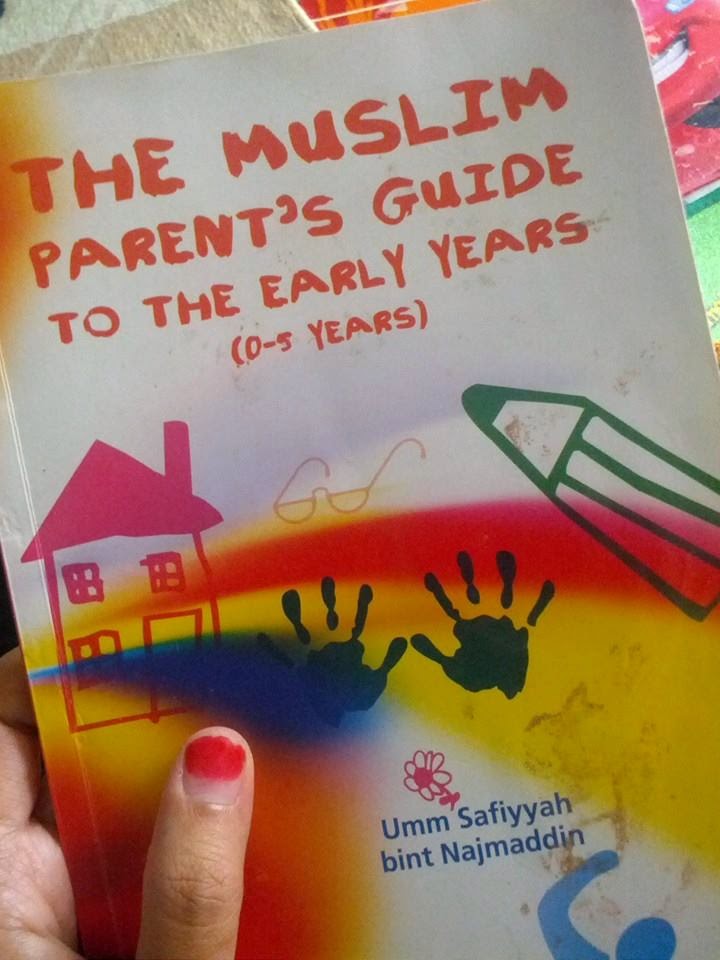 THE MUSLIM
PARENT'S GUIDE
TO THE EARLY YEARS
(0-5 YEARS)
Umm Safiyyah
bint Najmaddin